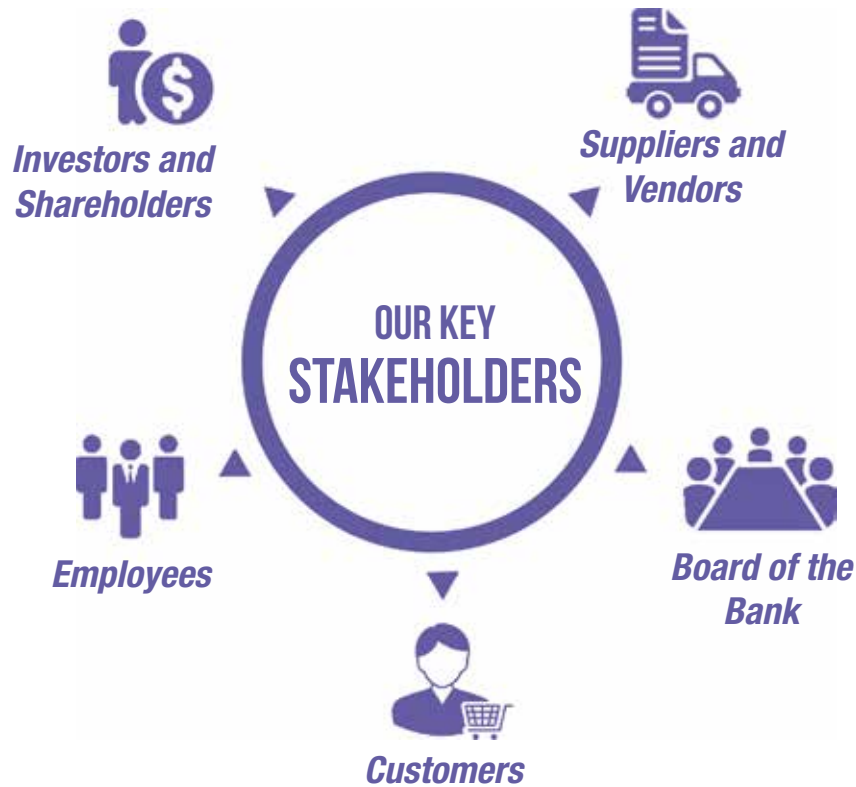 Investors and
Shareholders
Suppliers and
Vendors
OUR KEY
STAKEHOLDERS
Employees
Board of the
Bank
Customers